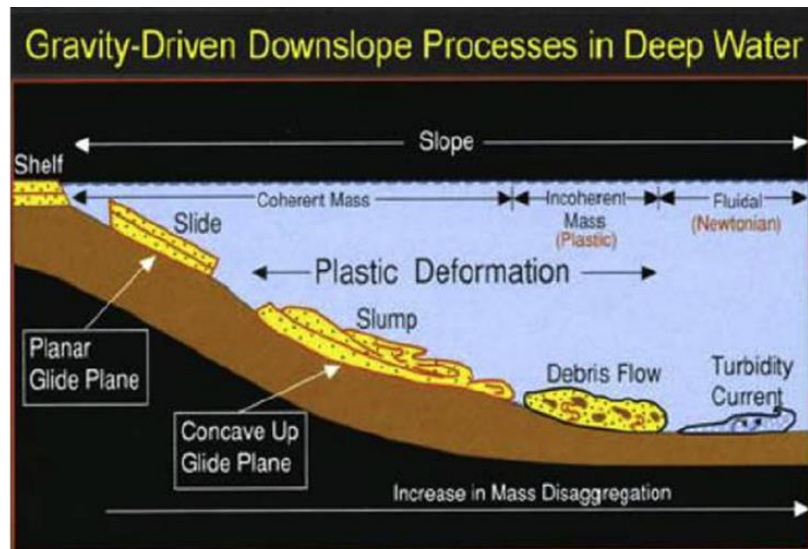 Gravity-Driven Downslope Processes in Deep Water
Slope
Shelf
Coherent Mass
Incoherent
Mass
(Plastic)
Fluidal
(Newtonian)
Slide
Plastic Deformation
Planar
Glide Plane
Slump
Concave Up
Glide Plane
Debris Flow
Turbidity
Current
Increase in Mass Disaggregation